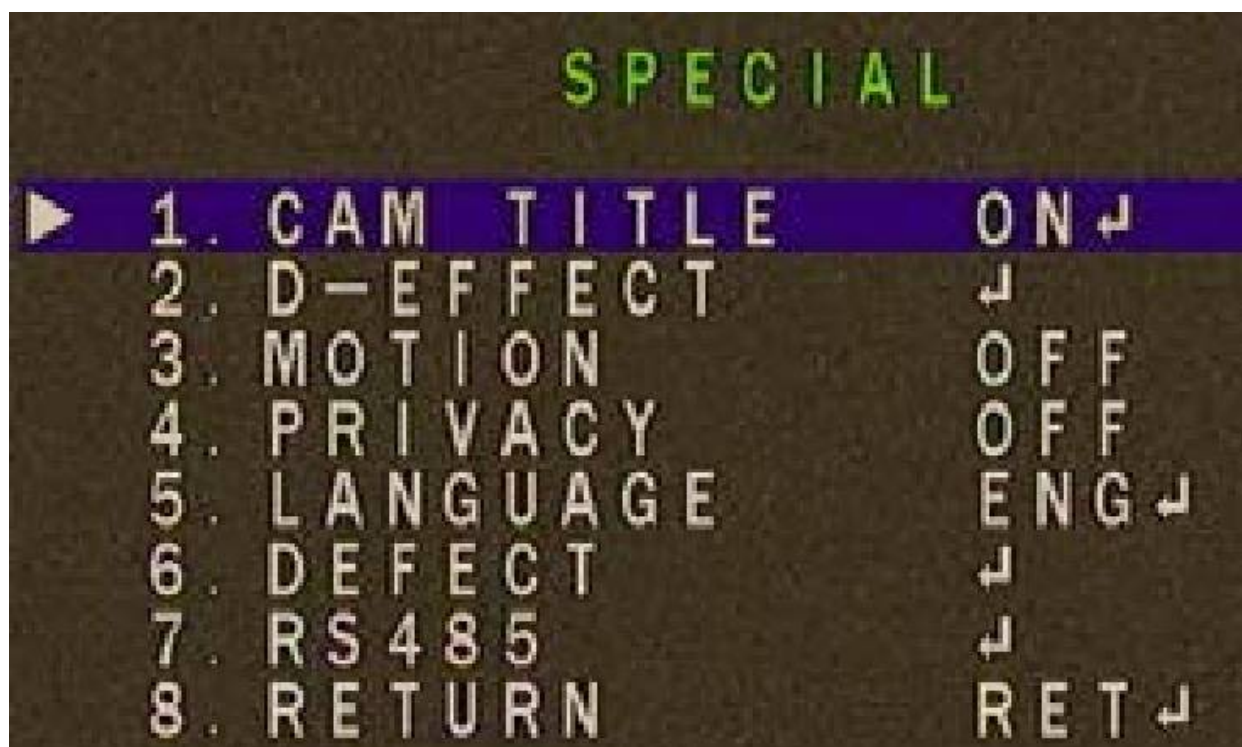 SPECIAL
1. CAM TITLE ON↵
2. D-EFFECT ↵
3. MOTION OFF
4. PRIVACY OFF
5. LANGUAGE ENG↵
6. DEFECT ↵
7. RS485 ↵
8. RETURN RET↵